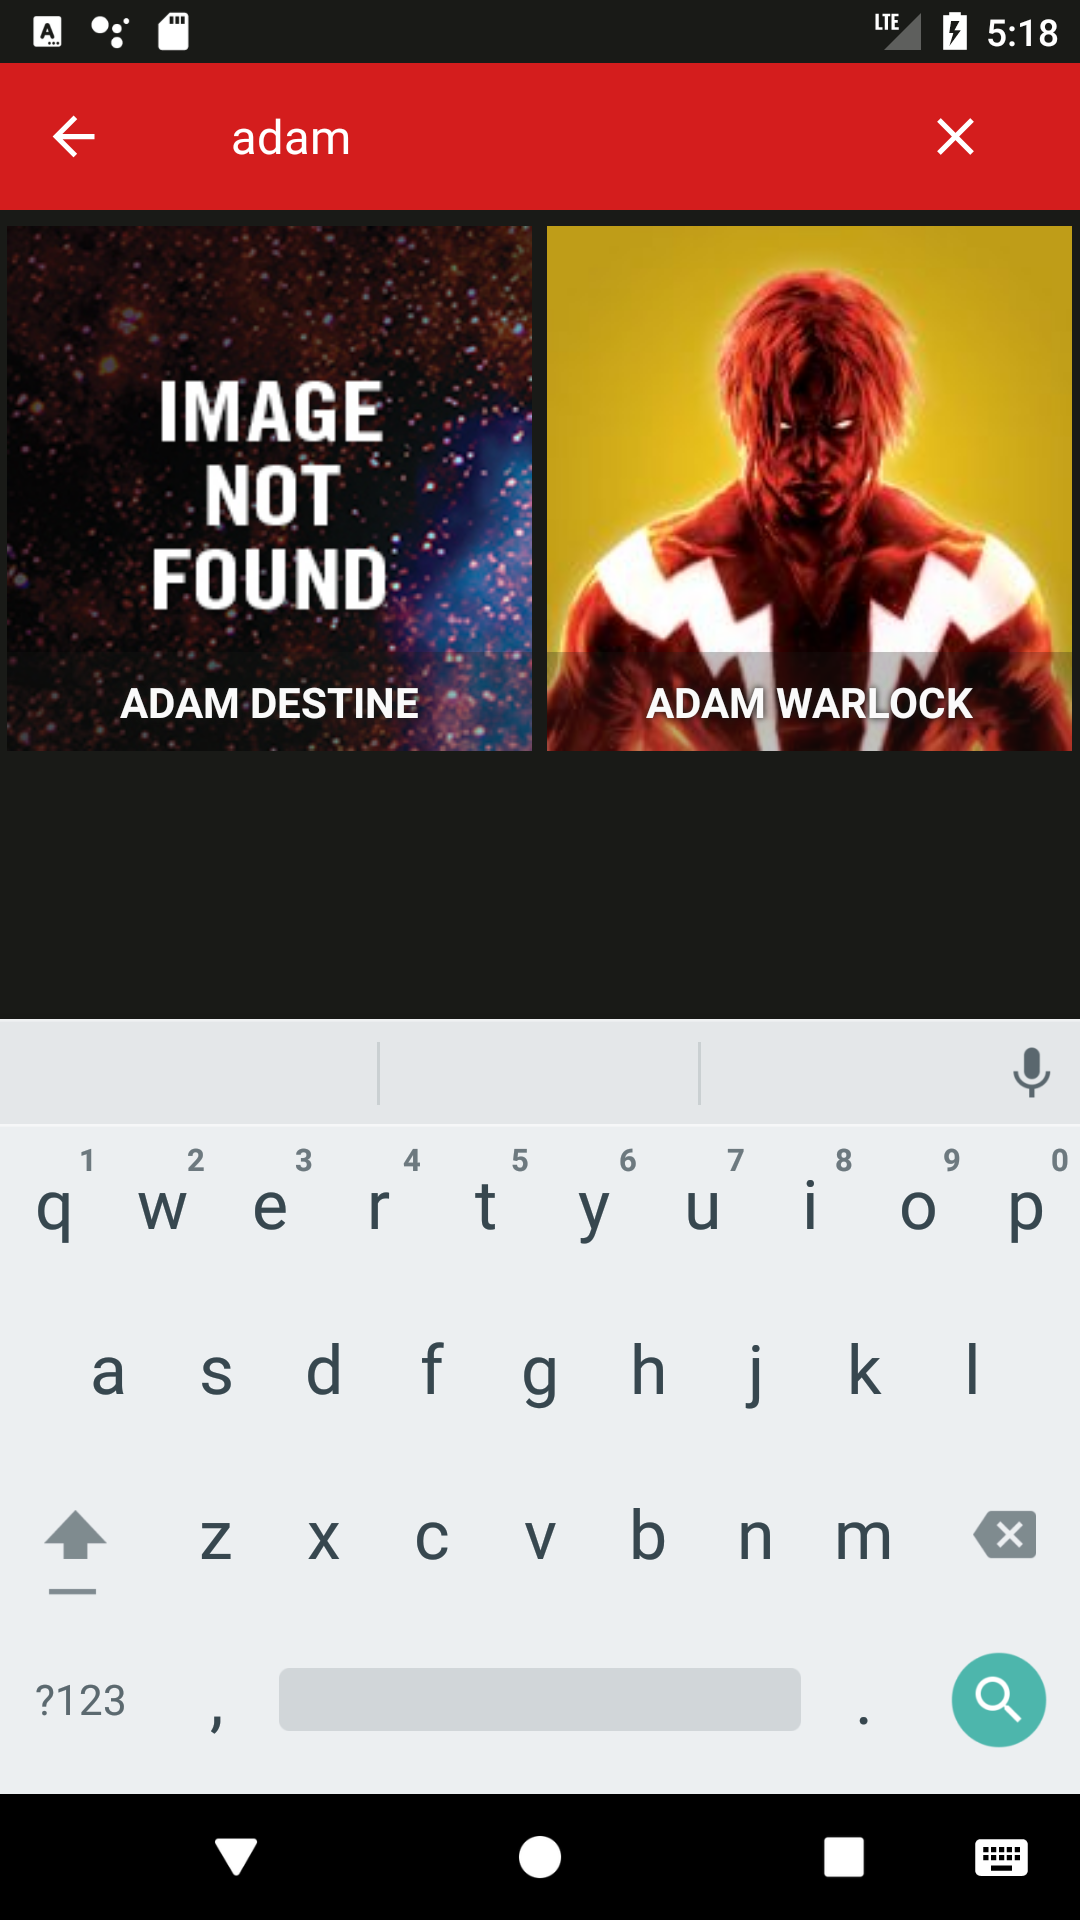 A LTE 5:18
adam
IMAGE
NOT
FOUND
ADAM DESTINE ADAM WARLOCK
1 2 3 4 5 6 7 8 9 0
q w e r t y u i o p
a s d f g h j k l
z x c v b n m
?123 , .